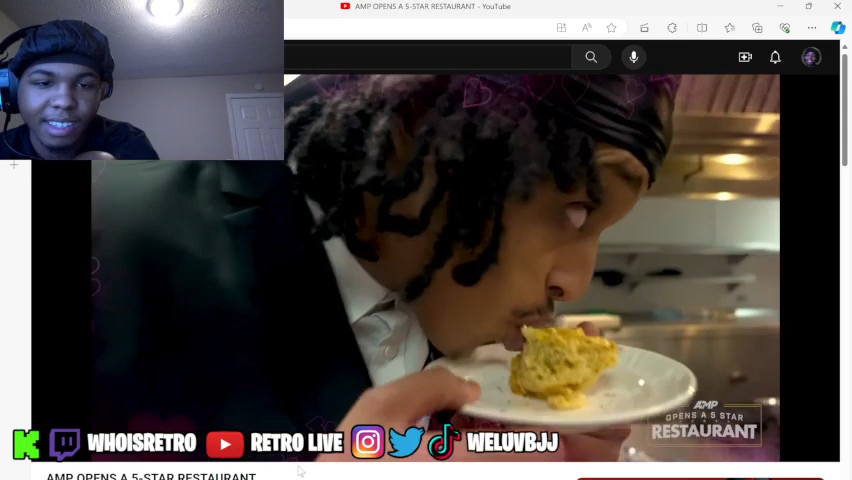 AMP OPENS A 5-STAR RESTAURANT - YouTube
AMP
OPENS A 5 STAR
RESTAURANT
WHOISRETRO RETRO LIVE WELUVBJJ
AMP OPENS A 5-STAR RESTAURANT